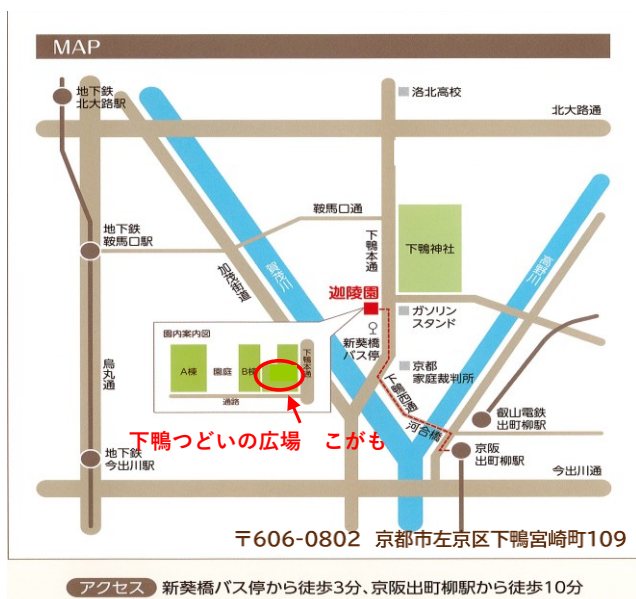 MAP
地下鉄
北大路駅
洛北高校
北大路通
鞍馬口通
地下鉄
鞍馬口駅
下鴨本通
下鴨神社
加茂街道
賀茂川
高野川
迦陵園
ガソリン
スタンド
新葵橋
バス停
園内案内図
A棟
園庭
B棟
下鴨本通
通路
京都
家庭裁判所
下鴨西通
烏丸通
叡山電鉄
出町柳駅
下鴨つどいの広場 こがも
河合橋
京阪
出町柳駅
地下鉄
今出川駅
今出川通
〒606-0802 京都市左京区下鴨宮崎町109
アクセス 新葵橋バス停から徒歩3分、京阪出町柳駅から徒歩10分